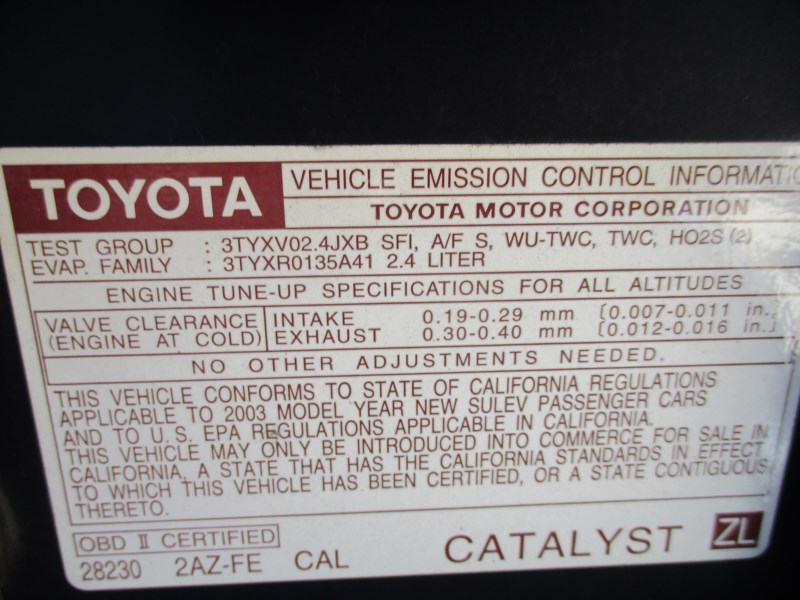 TOYOTA
VEHICLE EMISSION CONTROL INFORMATIO
TOYOTA MOTOR CORPORATION
TEST GROUP : 3TYXV02.4JXB SFI, A/F S, WU-TWC, TWC, HO2S (2)
EVAP. FAMILY : 3TYXR0135A41 2.4 LITER
ENGINE TUNE-UP SPECIFICATIONS FOR ALL ALTITUDES
VALVE CLEARANCE INTAKE 0.19-0.29 mm (0.007-0.011 in.)
(ENGINE AT COLD) EXHAUST 0.30-0.40 mm (0.012-0.016 in.)
NO OTHER ADJUSTMENTS NEEDED.
THIS VEHICLE CONFORMS TO STATE OF CALIFORNIA REGULATIONS
APPLICABLE TO 2003 MODEL YEAR NEW SULEV PASSENGER CARS
AND TO U.S. EPA REGULATIONS APPLICABLE IN CALIFORNIA.
THIS VEHICLE MAY ONLY BE INTRODUCED INTO COMMERCE FOR SALE IN
CALIFORNIA, A STATE THAT HAS THE CALIFORNIA STANDARDS IN EFFECT
TO WHICH THIS VEHICLE HAS BEEN CERTIFIED, OR A STATE CONTIGUOUS
THERETO.
OBD II CERTIFIED
28230 2AZ-FE CAL CATALYST ZL